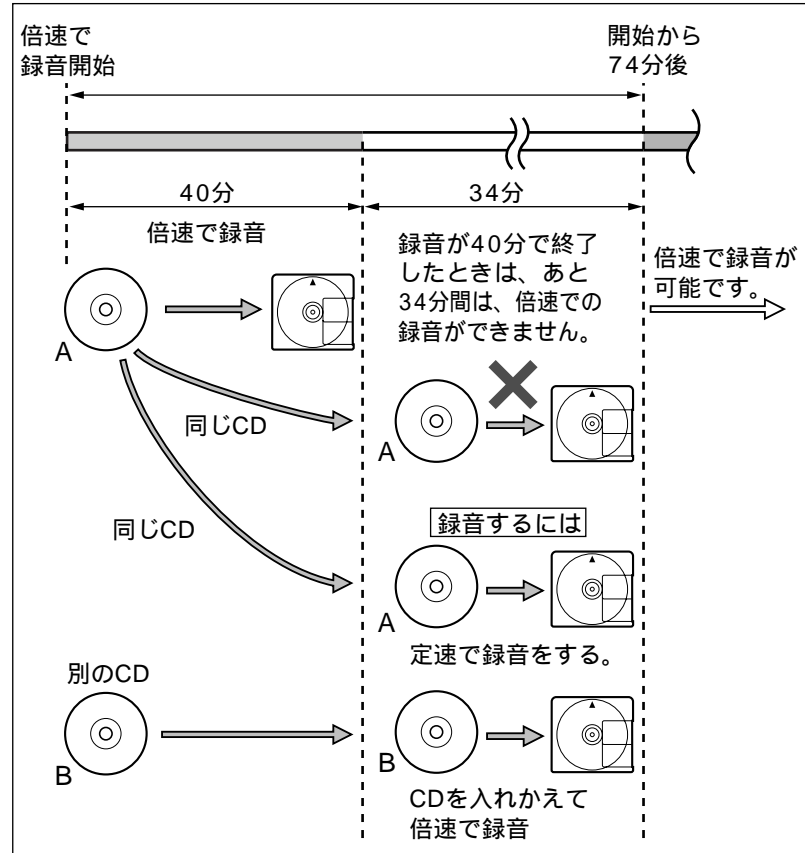 倍速で
録音開始
開始から
74分後
40分
34分
倍速で録音
録音が40分で終了
したときは、あと
34分間は、倍速での
録音ができません。
倍速で録音が
可能です。
A
同じCD
A
同じCD
録音するには
A
定速で録音をする。
別のCD
B
B
CDを入れかえて
倍速で録音